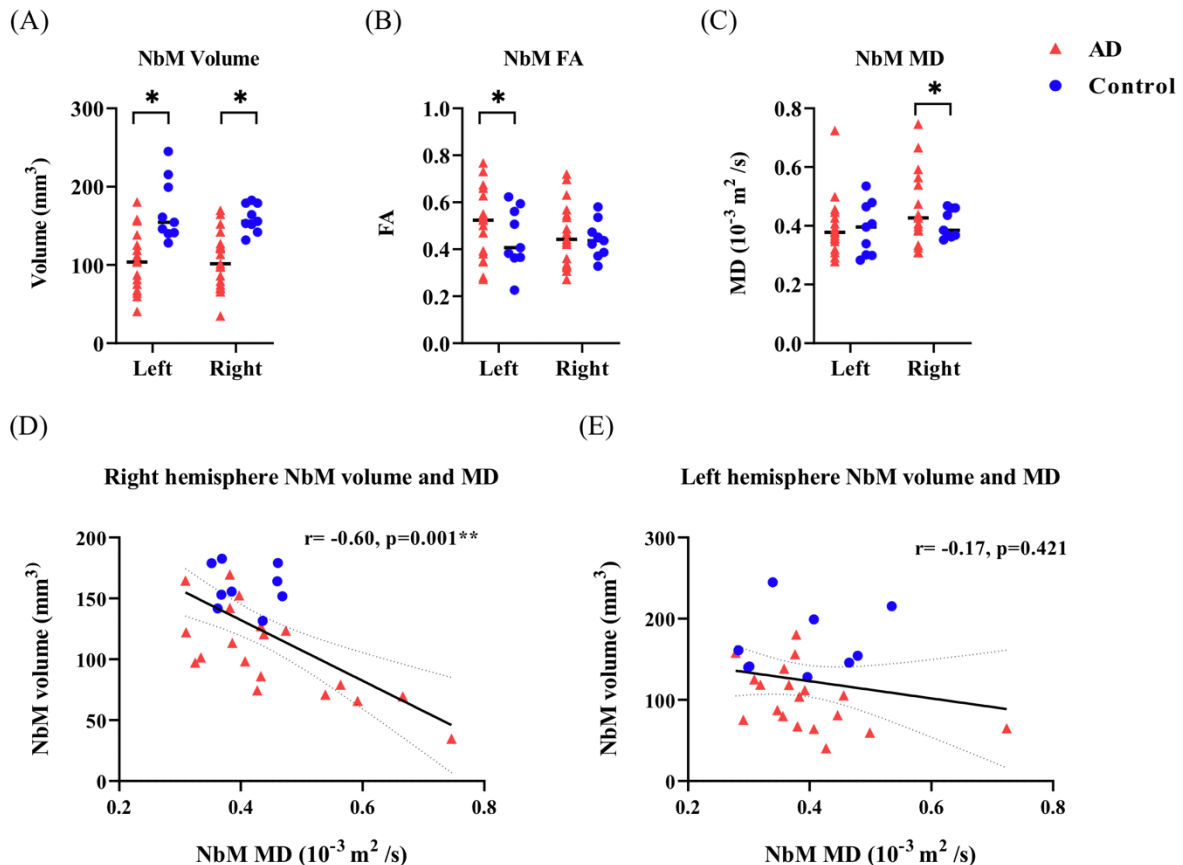 (A)
NbM Volume
*
*
300
200
100
0
Volume (mm³)
Left
Right
(B)
NbM FA
*
1.0
0.8
0.6
0.4
0.2
0.0
FA
Left
Right
(C)
NbM MD
*
0.8
0.6
0.4
0.2
0.0
MD (10⁻³ m² /s)
Left
Right
AD
Control
(D)
Right hemisphere NbM volume and MD
r= -0.60, p=0.001**
200
150
100
50
0
NbM volume (mm³)
0.2
0.4
0.6
0.8
NbM MD (10⁻³ m² /s)
(E)
Left hemisphere NbM volume and MD
r= -0.17, p=0.421
300
200
100
0
NbM volume (mm³)
0.2
0.4
0.6
0.8
NbM MD (10⁻³ m² /s)